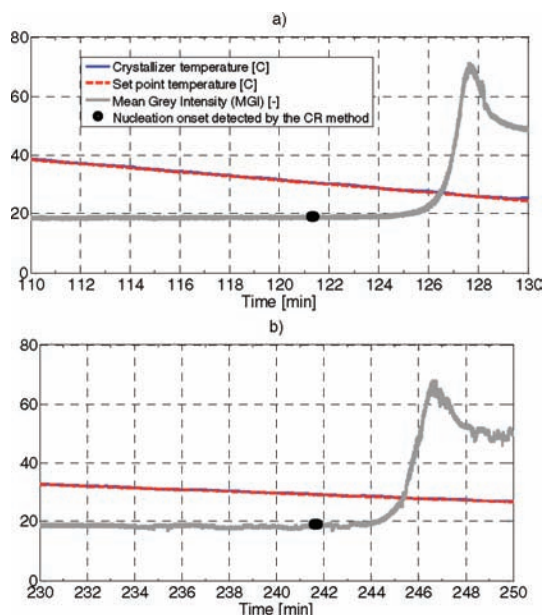 a)
80
60
40
20
0
Crystallizer temperature [C]
Set point temperature [C]
Mean Grey Intensity (MGI) [-]
Nucleation onset detected by the CR method
110 112 114 116 118 120 122 124 126 128 130
Time [min]
b)
80
60
40
20
0
230 232 234 236 238 240 242 244 246 248 250
Time [min]